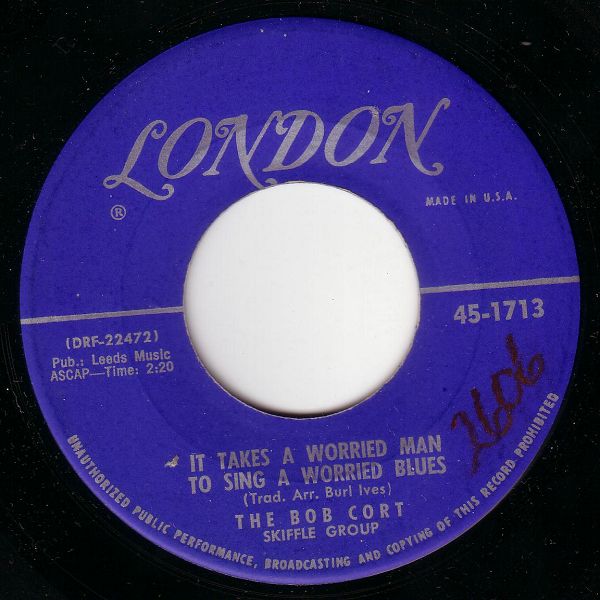 LONDON
®
MADE IN U.S.A.
(DRF-22472)
45-1713
Pub.: Leeds Music
ASCAP—Time: 2:20
2606
IT TAKES A WORRIED MAN
TO SING A WORRIED BLUES
(Trad. Arr. Burl Ives)
THE BOB CORT
SKIFFLE GROUP
UNAUTHORIZED PUBLIC PERFORMANCE, BROADCASTING AND COPYING OF THIS RECORD PROHIBITED